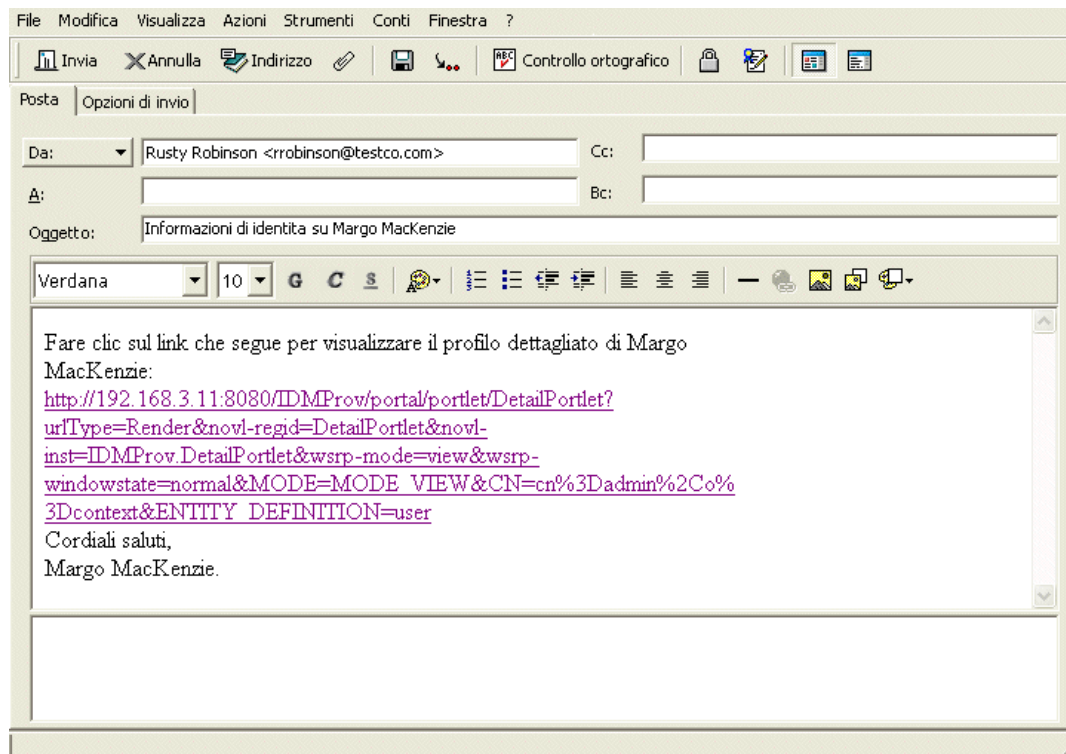 File Modifica Visualizza Azioni Strumenti Conti Finestra ?
Invia Annulla Indirizzo ABC Controllo ortografico
Posta Opzioni di invio
Da: Rusty Robinson <rrobinson@testco.com> Cc:
A: Bc:
Oggetto: Informazioni di identita su Margo MacKenzie
Verdana 10 G C S
Fare clic sul link che segue per visualizzare il profilo dettagliato di Margo
MacKenzie:
http://192.168.3.11:8080/IDMProv/portal/portlet/DetailPortlet?
urlType=Render&novl-regid=DetailPortlet&novl-
inst=IDMProv.DetailPortlet&wsrp-mode=view&wsrp-
windowstate=normal&MODE=MODE_VIEW&CN=cn%3Dadmin%2Co%
3Dcontext&ENTITY_DEFINITION=user
Cordiali saluti,
Margo MacKenzie.